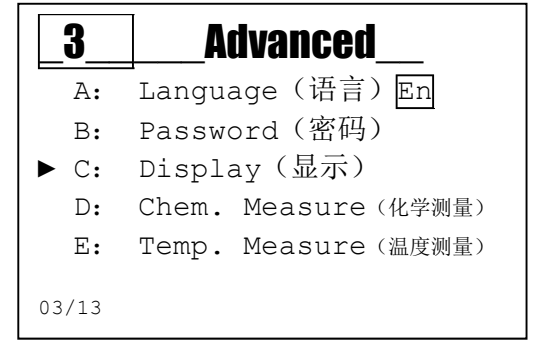 3 Advanced
A: Language（语言）En
B: Password（密码）
► C: Display（显示）
D: Chem. Measure（化学测量）
E: Temp. Measure（温度测量）
03/13